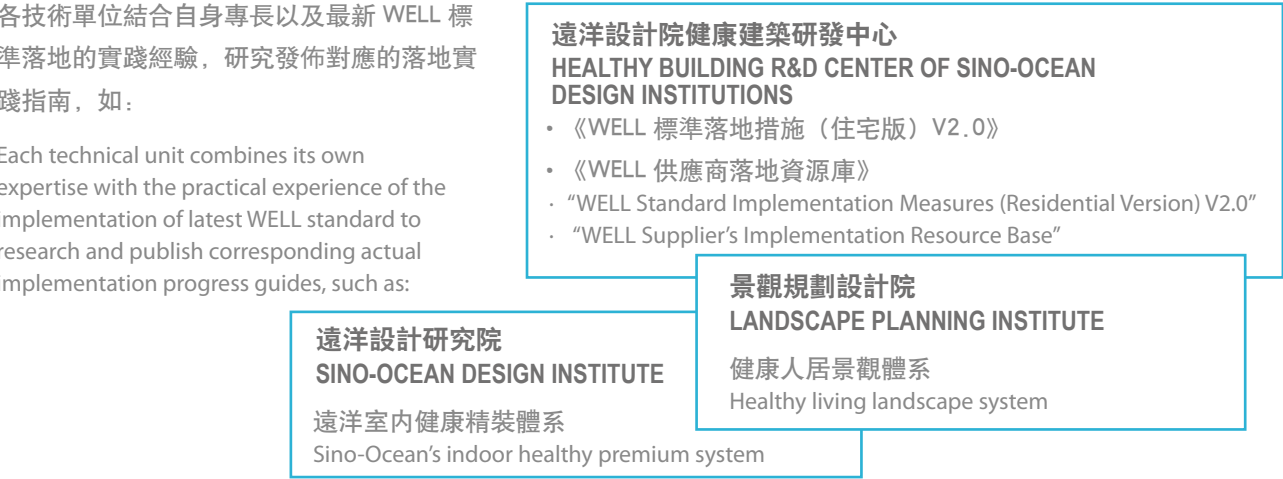 各技術單位結合自身專長以及最新 WELL 標
準落地的實踐經驗，研究發佈對應的落地實
踐指南，如：
Each technical unit combines its own
expertise with the practical experience of the
implementation of latest WELL standard to
research and publish corresponding actual
implementation progress guides, such as:
遠洋設計院健康建築研發中心
HEALTHY BUILDING R&D CENTER OF SINO-OCEAN
DESIGN INSTITUTIONS
• 《WELL 標準落地措施（住宅版）V2.0》
• 《WELL 供應商落地資源庫》
· “WELL Standard Implementation Measures (Residential Version) V2.0”
· “WELL Supplier’s Implementation Resource Base”
景觀規劃設計院
LANDSCAPE PLANNING INSTITUTE
健康人居景觀體系
Healthy living landscape system
遠洋設計研究院
SINO-OCEAN DESIGN INSTITUTE
遠洋室内健康精裝體系
Sino-Ocean’s indoor healthy premium system